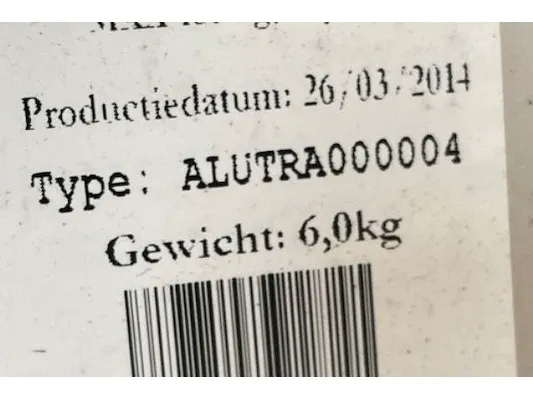 Productiedatum: 26/03/2014
Type: ALUTRA000004
Gewicht: 6,0kg